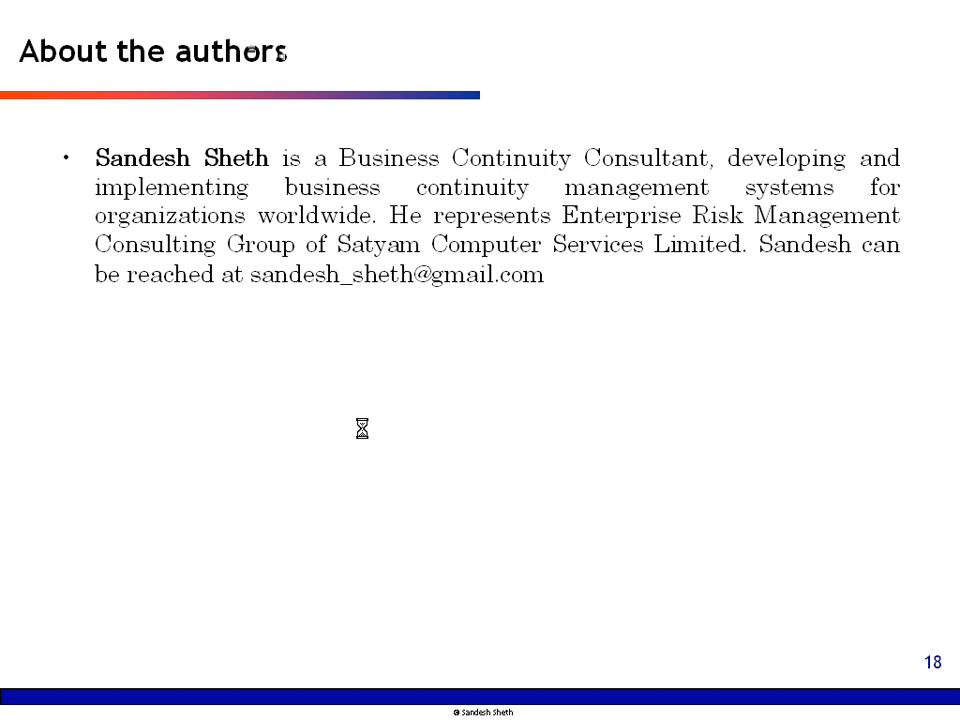 About the authors
• Sandesh Sheth is a Business Continuity Consultant, developing and
implementing business continuity management systems for
organizations worldwide. He represents Enterprise Risk Management
Consulting Group of Satyam Computer Services Limited. Sandesh can
be reached at sandesh_sheth@gmail.com
18
© Sandesh Sheth